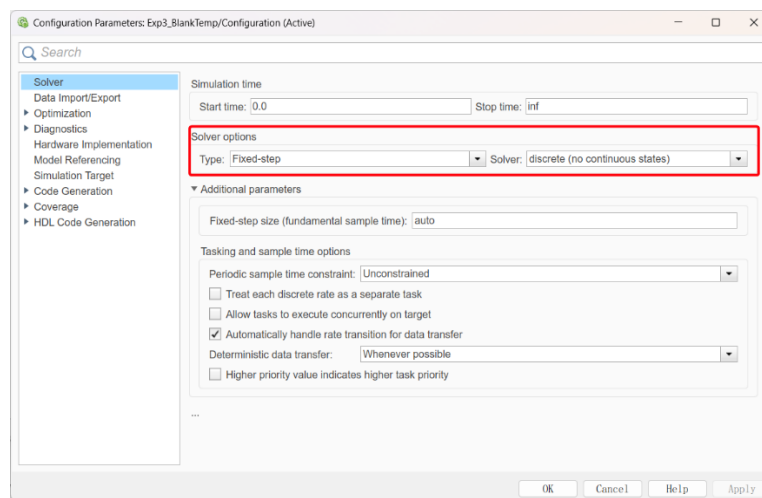 Configuration Parameters: Exp3_BlankTemp/Configuration (Active)
Search
Solver
Data Import/Export
Optimization
Diagnostics
Hardware Implementation
Model Referencing
Simulation Target
Code Generation
Coverage
HDL Code Generation
Simulation time
Start time: 0.0 Stop time: inf
Solver options
Type: Fixed-step Solver: discrete (no continuous states)
Additional parameters
Fixed-step size (fundamental sample time): auto
Tasking and sample time options
Periodic sample time constraint: Unconstrained
Treat each discrete rate as a separate task
Allow tasks to execute concurrently on target
Automatically handle rate transition for data transfer
Deterministic data transfer: Whenever possible
Higher priority value indicates higher task priority
...
OK Cancel Help Apply